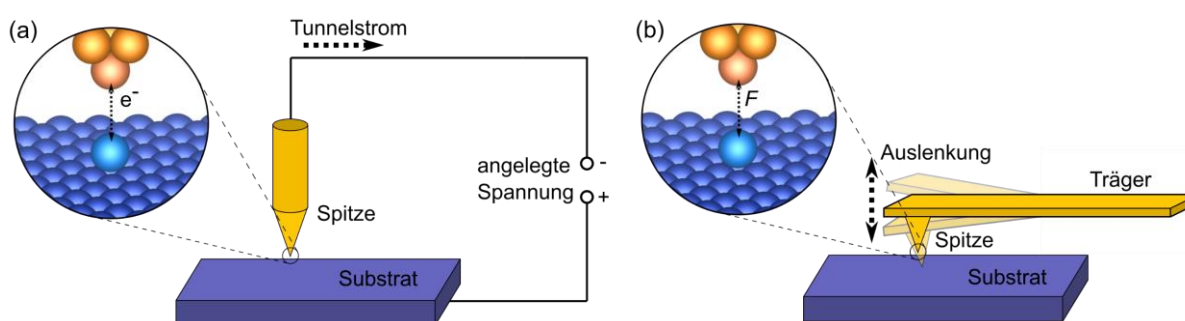 (a)
Tunnelstrom
e-
angelegte
Spannung
-
+
Spitze
Substrat
(b)
F
Auslenkung
Träger
Spitze
Substrat